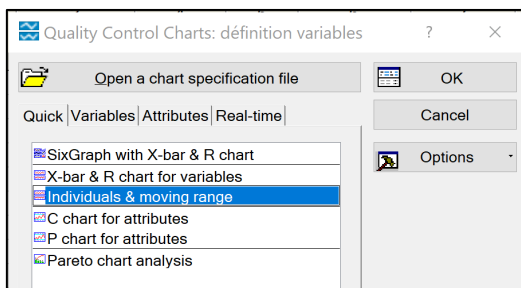 Quality Control Charts: définition variables ? ×
Open a chart specification file
OK
Cancel
Quick Variables Attributes Real-time
Options
SixGraph with X-bar & R chart
X-bar & R chart for variables
Individuals & moving range
C chart for attributes
P chart for attributes
Pareto chart analysis